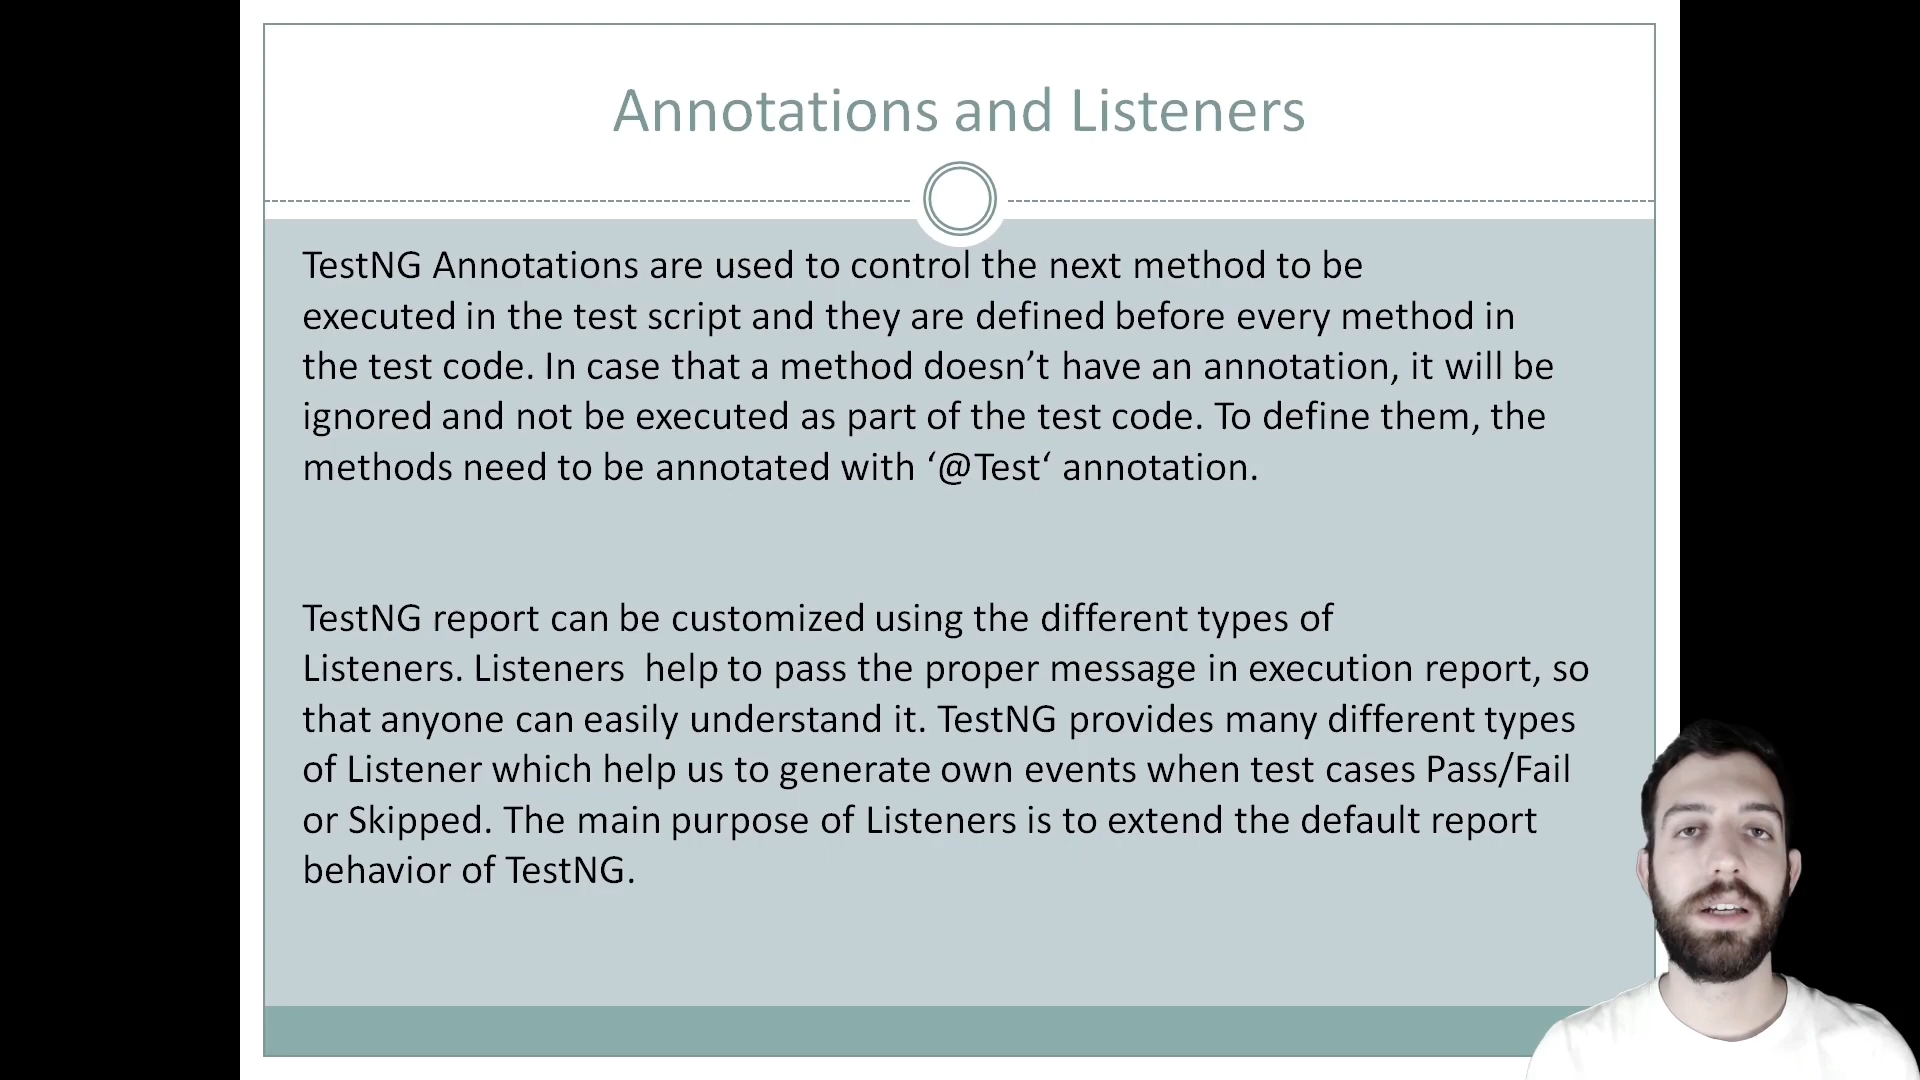 Annotations and Listeners
TestNG Annotations are used to control the next method to be
executed in the test script and they are defined before every method in
the test code. In case that a method doesn’t have an annotation, it will be
ignored and not be executed as part of the test code. To define them, the
methods need to be annotated with ‘@Test‘ annotation.
TestNG report can be customized using the different types of
Listeners. Listeners  help to pass the proper message in execution report, so
that anyone can easily understand it. TestNG provides many different types
of Listener which help us to generate own events when test cases Pass/Fail
or Skipped. The main purpose of Listeners is to extend the default report
behavior of TestNG.